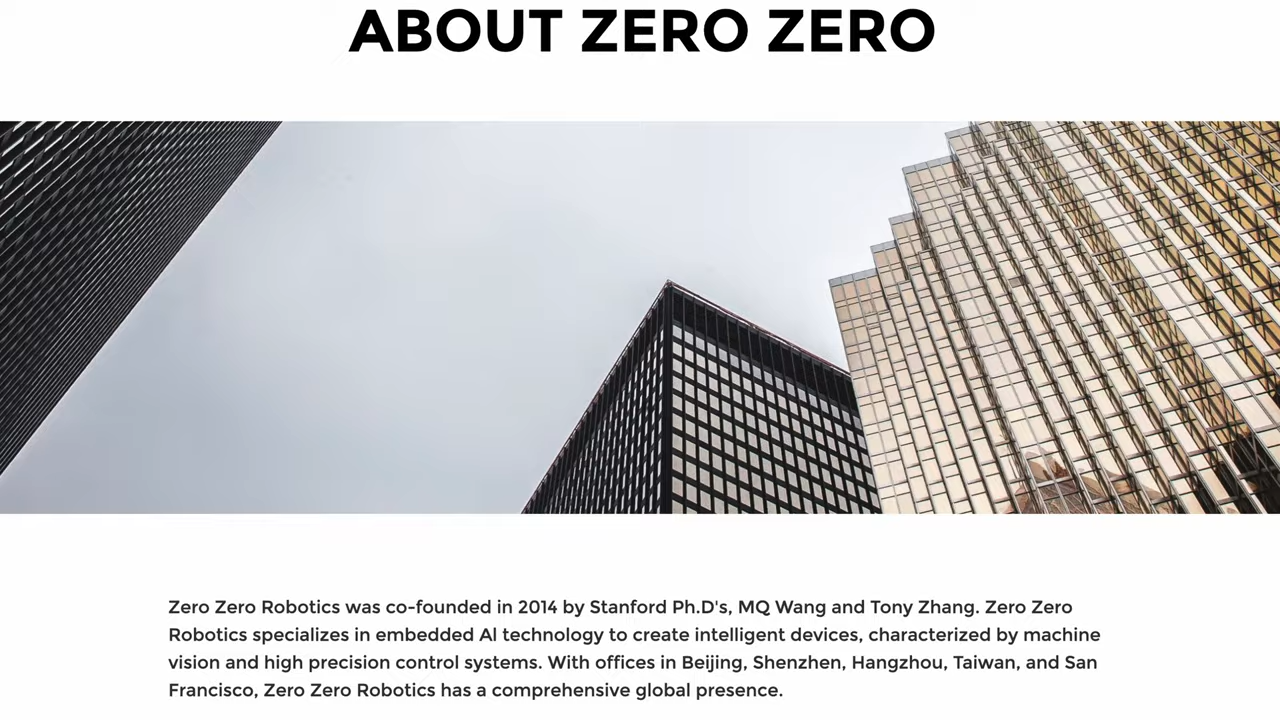 ABOUT ZERO ZERO
Zero Zero Robotics was co-founded in 2014 by Stanford Ph.D's, MQ Wang and Tony Zhang. Zero Zero
Robotics specializes in embedded AI technology to create intelligent devices, characterized by machine
vision and high precision control systems. With offices in Beijing, Shenzhen, Hangzhou, Taiwan, and San
Francisco, Zero Zero Robotics has a comprehensive global presence.